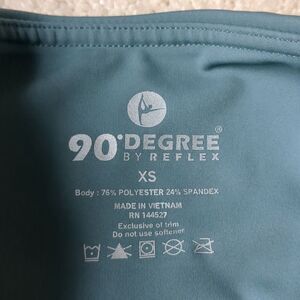 90° DEGREE®
BY REFLEX
XS
Body : 76% POLYESTER 24% SPANDEX
MADE IN VIETNAM
RN 144527
Exclusive of trim
Do not use softener